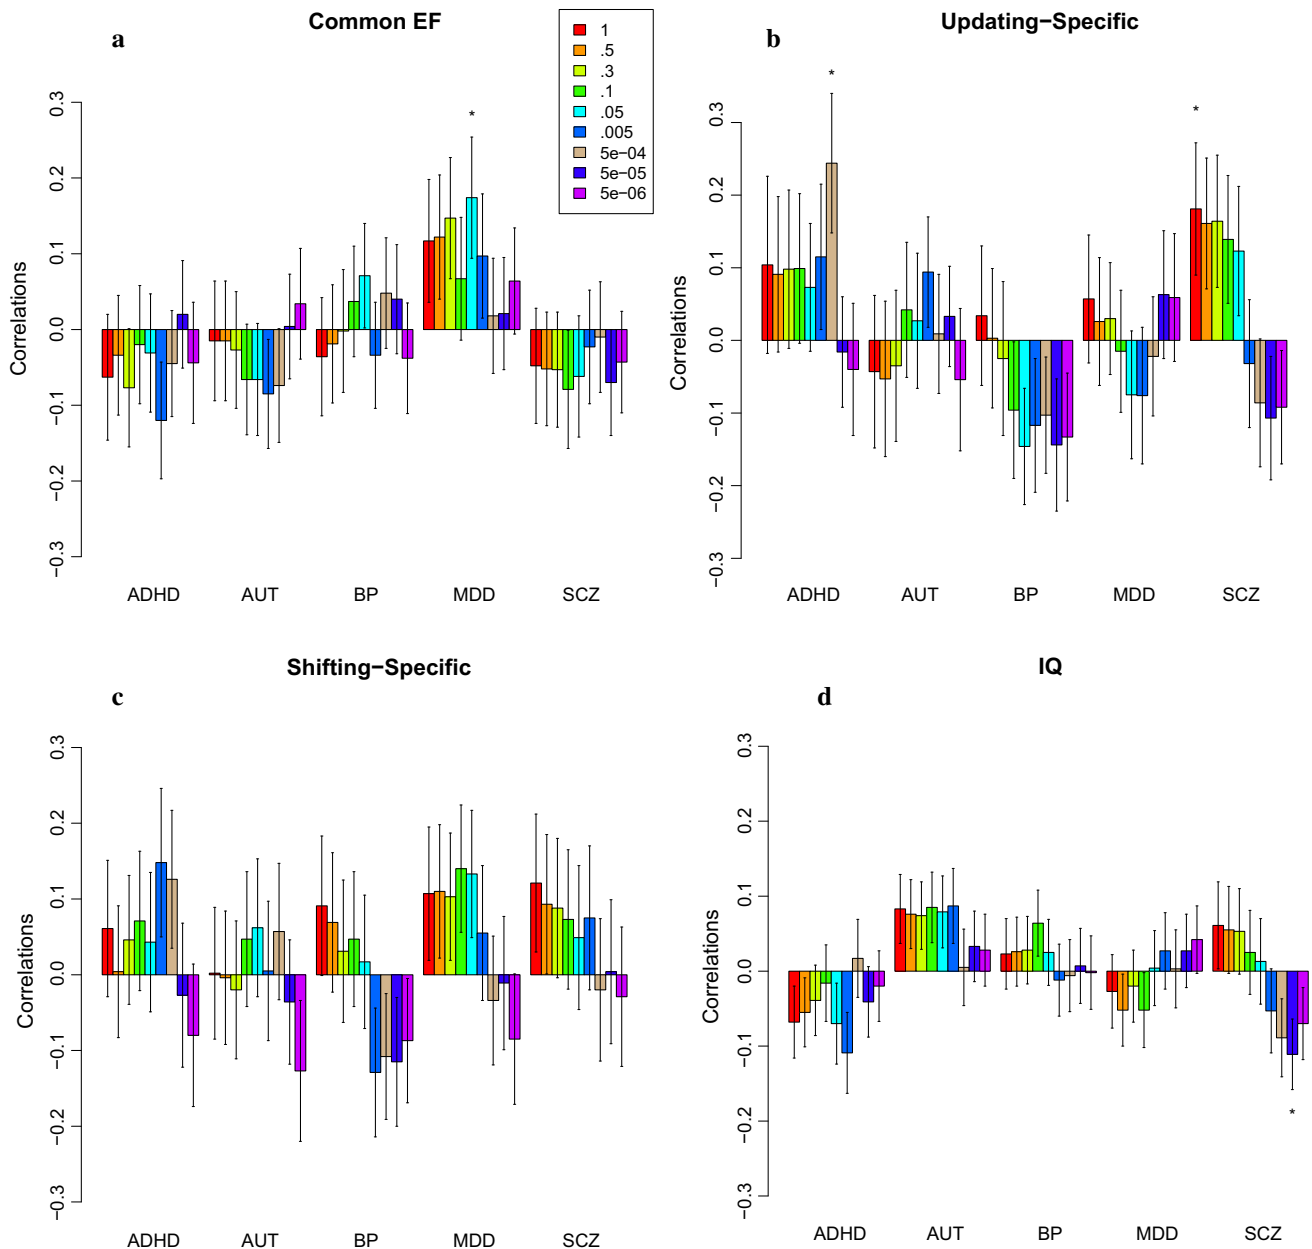 Common EF
a
1
.5
.3
.1
.05
.005
5e−04
5e−05
5e−06
Correlations
0.3
0.2
0.1
0.0
−0.1
−0.2
−0.3
*
ADHD AUT BP MDD SCZ
Updating−Specific
b
Correlations
0.3
0.2
0.1
0.0
−0.1
−0.2
−0.3
*
*
ADHD AUT BP MDD SCZ
Shifting−Specific
c
Correlations
0.3
0.2
0.1
0.0
−0.1
−0.2
−0.3
ADHD AUT BP MDD SCZ
IQ
d
Correlations
0.3
0.2
0.1
0.0
−0.1
−0.2
−0.3
*
ADHD AUT BP MDD SCZ